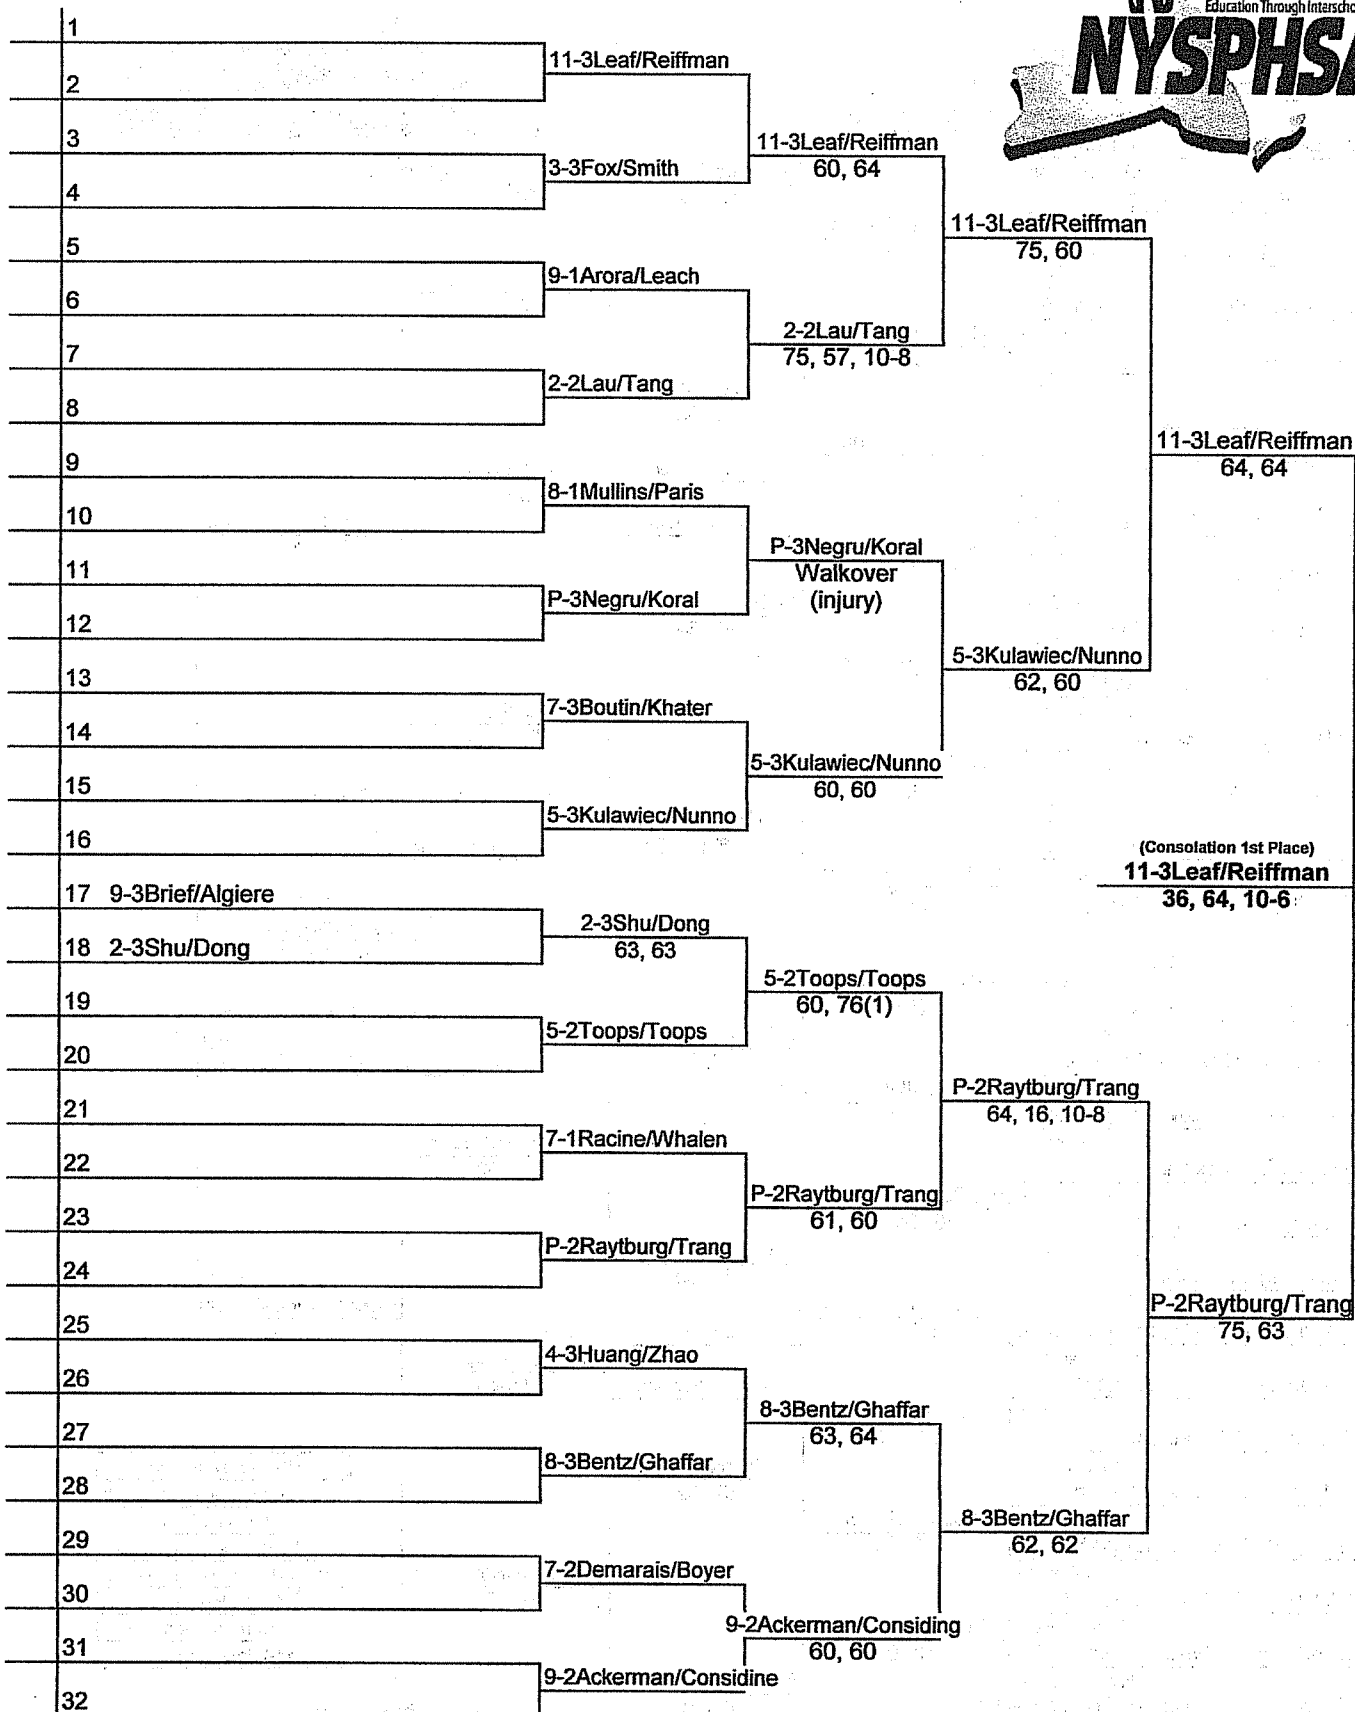 Education Through Interscho
NYSPHSA
1
11-3Leaf/Reiffman
2
3
11-3Leaf/Reiffman
60, 64
3-3Fox/Smith
4
11-3Leaf/Reiffman
75, 60
5
9-1Arora/Leach
6
2-2Lau/Tang
75, 57, 10-8
7
2-2Lau/Tang
8
11-3Leaf/Reiffman
64, 64
9
8-1Mullins/Paris
10
P-3Negru/Koral
Walkover
(injury)
11
P-3Negru/Koral
12
5-3Kulawiec/Nunno
62, 60
13
7-3Boutin/Khater
14
5-3Kulawiec/Nunno
60, 60
15
5-3Kulawiec/Nunno
16
(Consolation 1st Place)
11-3Leaf/Reiffman
36, 64, 10-6
17 9-3Brief/Algiere
2-3Shu/Dong
63, 63
18 2-3Shu/Dong
5-2Toops/Toops
60, 76(1)
19
5-2Toops/Toops
20
P-2Raytburg/Trang
64, 16, 10-8
21
7-1Racine/Whalen
22
P-2Raytburg/Trang
61, 60
23
P-2Raytburg/Trang
24
P-2Raytburg/Trang
75, 63
25
4-3Huang/Zhao
26
8-3Bentz/Ghaffar
63, 64
27
8-3Bentz/Ghaffar
28
8-3Bentz/Ghaffar
62, 62
29
7-2Demarais/Boyer
30
9-2Ackerman/Considing
60, 60
31
9-2Ackerman/Considine
32